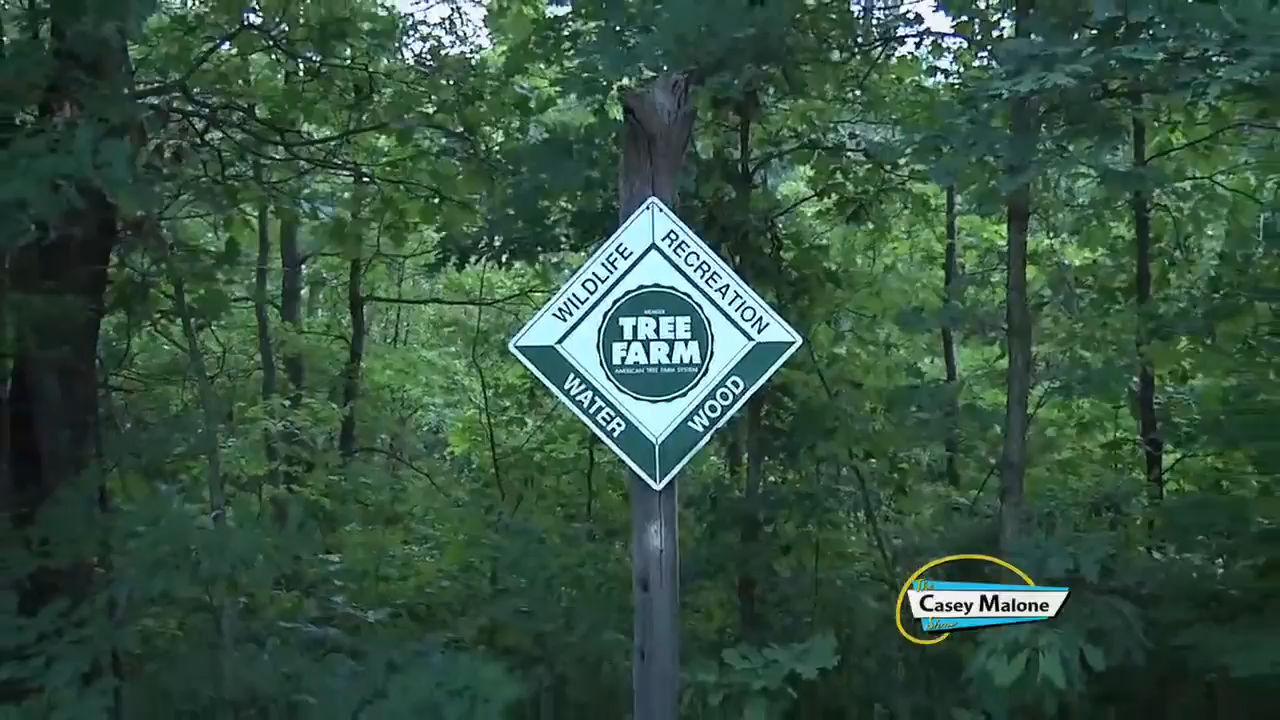 WILDLIFE
RECREATION
MEMBER
TREE
FARM
AMERICAN TREE FARM SYSTEM
WATER
WOOD
The
Casey Malone
Show